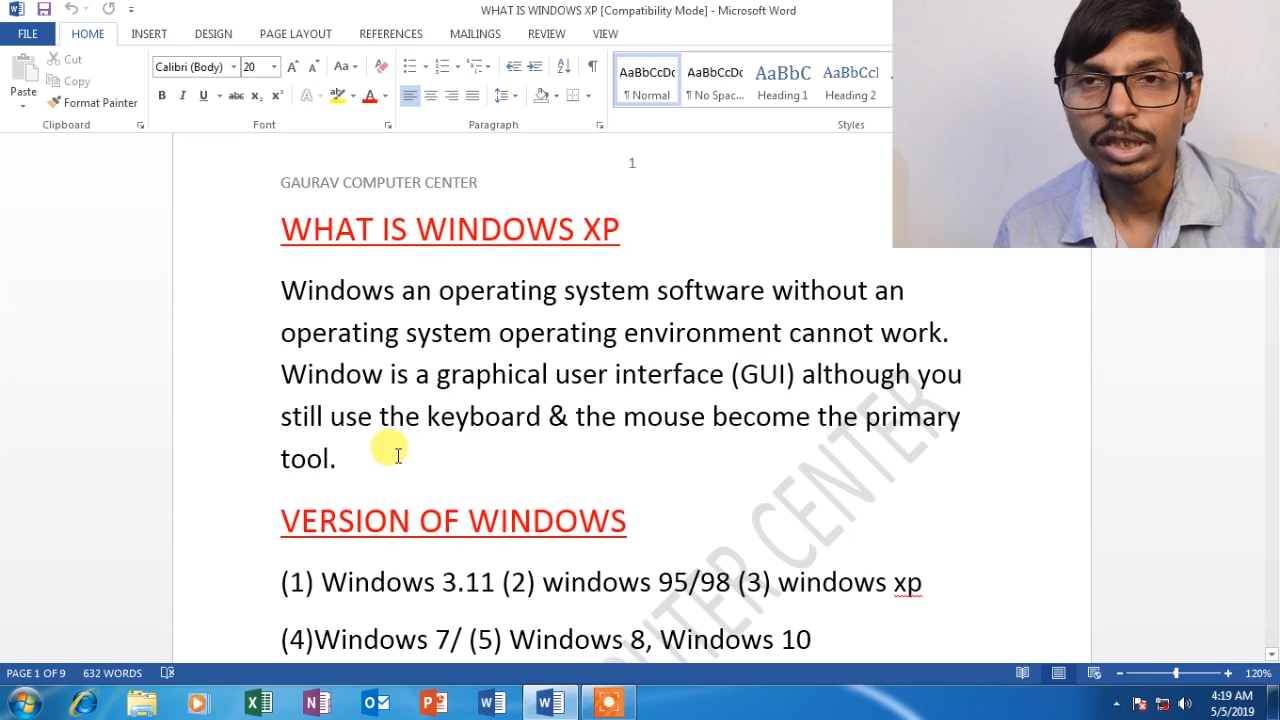 WHAT IS WINDOWS XP [Compatibility Mode] - Microsoft Word
FILE HOME INSERT DESIGN PAGE LAYOUT REFERENCES MAILINGS REVIEW VIEW
Cut
Copy
Paste
Format Painter
Calibri (Body) 20
Aa
AaBbCcDc AaBbCcDc AaBbC AaBbCcI
¶ Normal ¶ No Spac... Heading 1 Heading 2
Clipboard Font Paragraph Styles
1
GAURAV COMPUTER CENTER
WHAT IS WINDOWS XP
Windows an operating system software without an
operating system operating environment cannot work.
Window is a graphical user interface (GUI) although you
still use the keyboard & the mouse become the primary
tool.
VERSION OF WINDOWS
(1) Windows 3.11 (2) windows 95/98 (3) windows xp
(4)Windows 7/ (5) Windows 8, Windows 10
COMPUTER CENTER
PAGE 1 OF 9 632 WORDS 120%
4:19 AM
5/5/2019